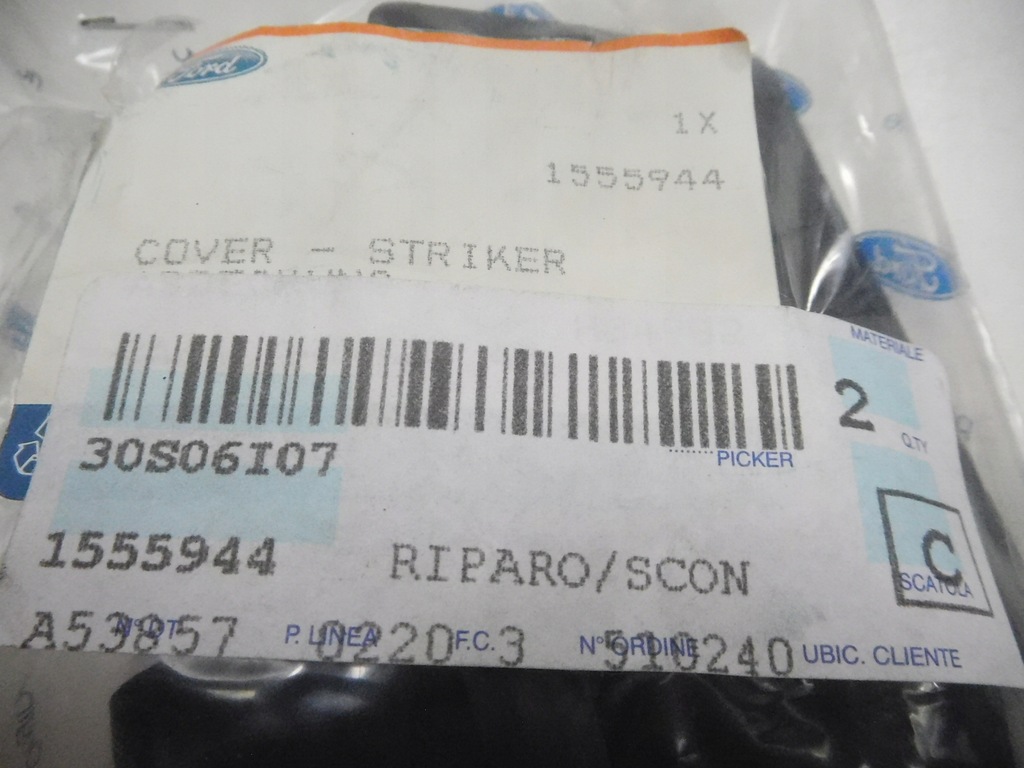 Ford
1X
1555944
COVER - STRIKER
Ford
MATERIALE
2
QTY
PICKER
30S06I07
C
SCATOLA
1555944 RIPARO/SCON
A53857 P. LINEA 0220 F.C. 3 N° ORDINE 510240 UBIC. CLIENTE